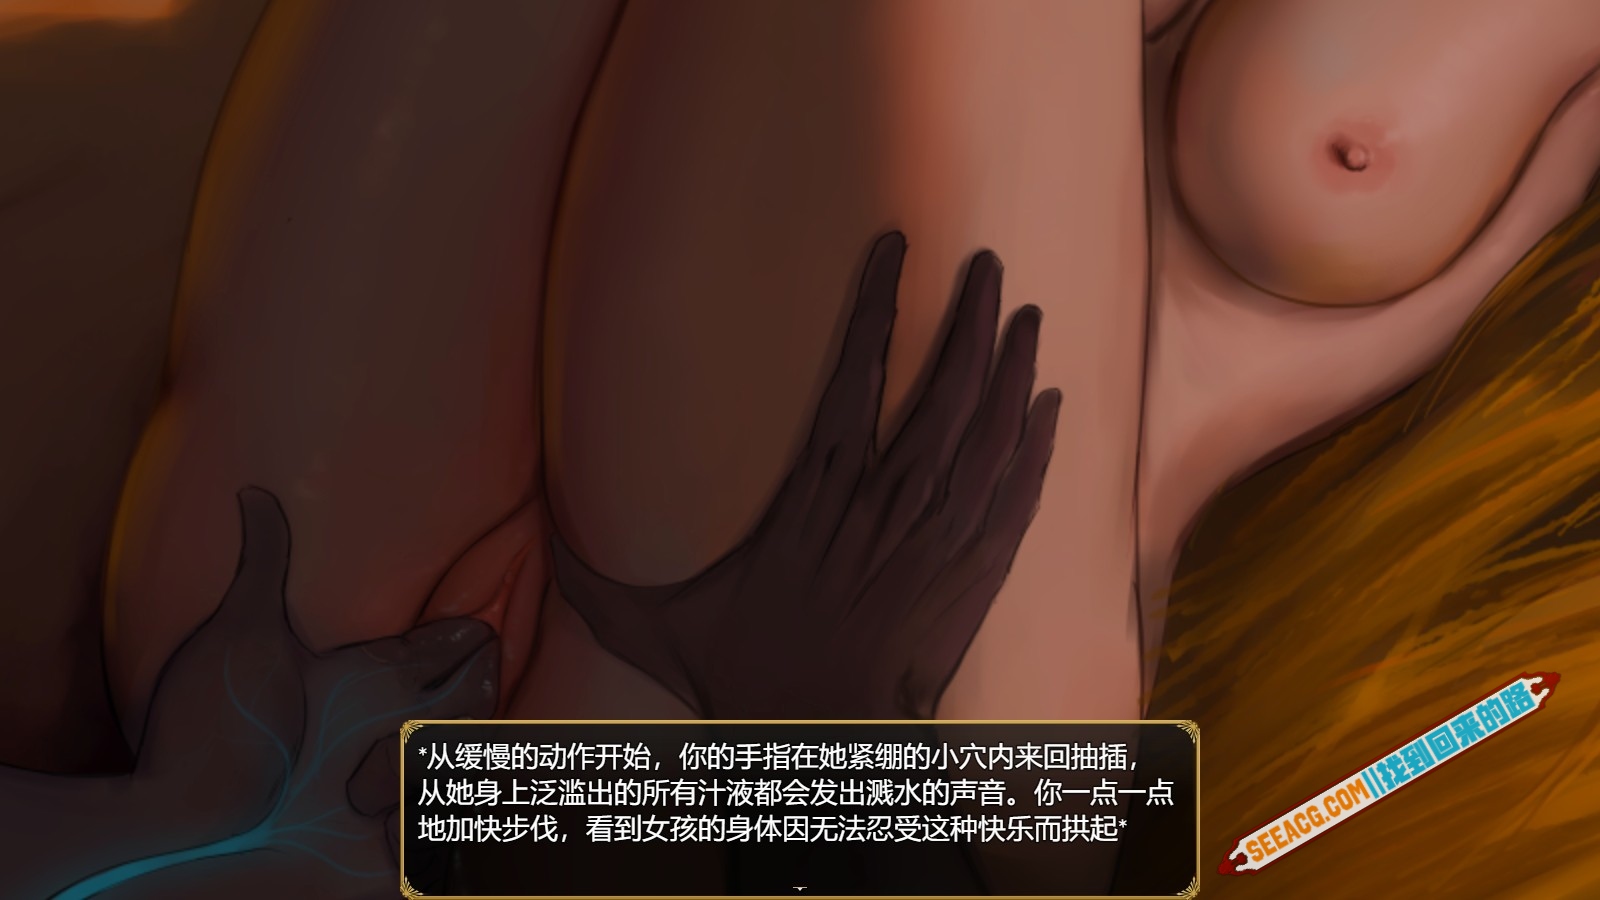 *从缓慢的动作开始，你的手指在她紧绷的小穴内来回抽插，
从她身上泛滥出的所有汁液都会发出溅水的声音。你一点一点
地加快步伐，看到女孩的身体因无法忍受这种快乐而拱起*
SEEACG.COM||找到回来的路